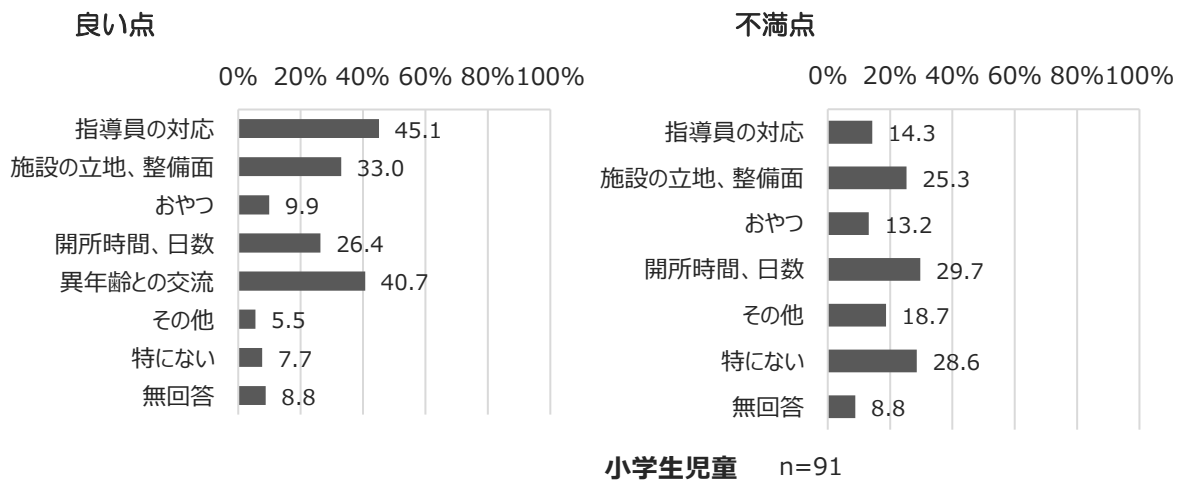 良い点
0% 20% 40% 60% 80%100%
指導員の対応 45.1
施設の立地、整備面 33.0
おやつ 9.9
開所時間、日数 26.4
異年齢との交流 40.7
その他 5.5
特にない 7.7
無回答 8.8
不満点
0% 20% 40% 60% 80%100%
指導員の対応 14.3
施設の立地、整備面 25.3
おやつ 13.2
開所時間、日数 29.7
その他 18.7
特にない 28.6
無回答 8.8
小学生児童 n=91